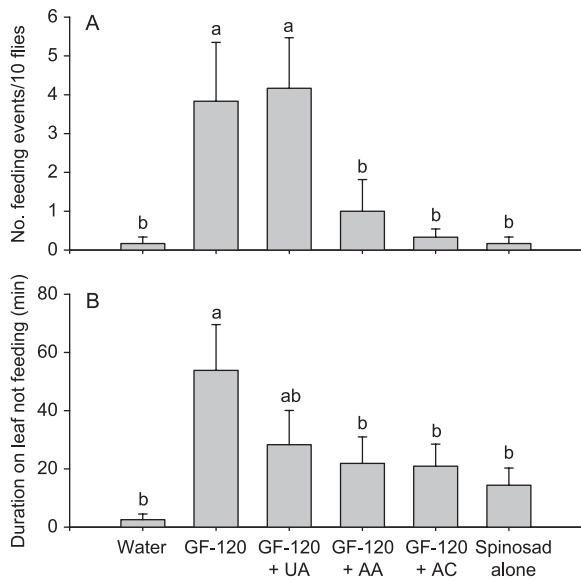 A
No. feeding events/10 flies
6
5
4
3
2
1
0
b
a
a
b
b
b
B
Duration on leaf not feeding (min)
80
60
40
20
0
b
a
ab
b
b
b
Water GF-120 GF-120 GF-120 GF-120 Spinosad
+ UA + AA + AC alone